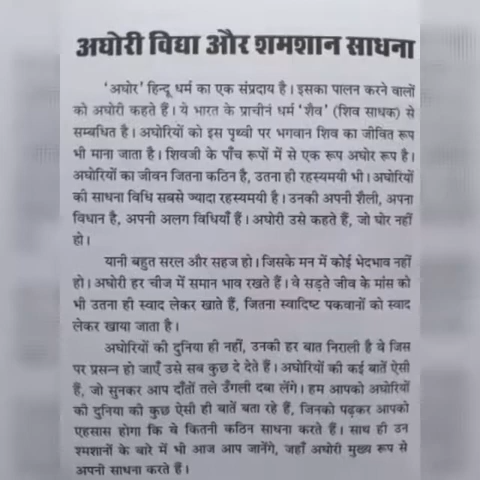 अघोरी विद्या और शमशान साधना
‘अघोर’ हिन्दू धर्म का एक संप्रदाय है। इसका पालन करने वालों
को अघोरी कहते हैं। ये भारत के प्राचीनं धर्म ‘शैव’ (शिव साधक) से
सम्बधित है। अघोरियों को इस पृथ्वी पर भगवान शिव का जीवित रूप
भी माना जाता है। शिवजी के पाँच रूपों में से एक रूप अघोर रूप है।
अघोरियों का जीवन जितना कठिन है, उतना ही रहस्यमयी भी। अघोरियों
की साधना विधि सबसे ज्यादा रहस्यमयी है। उनकी अपनी शैली, अपना
विधान है, अपनी अलग विधियाँ हैं। अघोरी उसे कहते हैं, जो घोर नहीं
हो।
यानी बहुत सरल और सहज हो। जिसके मन में कोई भेदभाव नहीं
हो। अघोरी हर चीज में समान भाव रखते हैं। वे सड़ते जीव के मांस को
भी उतना ही स्वाद लेकर खाते हैं, जितना स्वादिष्ट पकवानों को स्वाद
लेकर खाया जाता है।
अघोरियों की दुनिया ही नहीं, उनकी हर बात निराली है वे जिस
पर प्रसन्न हो जाएँ उसे सब कुछ दे देते हैं। अघोरियों की कई बातें ऐसी
हैं, जो सुनकर आप दाँतों तले उँगली दबा लेंगे। हम आपको अघोरियों
की दुनिया की कुछ ऐसी ही बातें बता रहे हैं, जिनको पढ़कर आपको
एहसास होगा कि वे कितनी कठिन साधना करते हैं। साथ ही उन
श्मशानों के बारे में भी आज आप जानेंगे, जहाँ अघोरी मुख्य रूप से
अपनी साधना करते हैं।